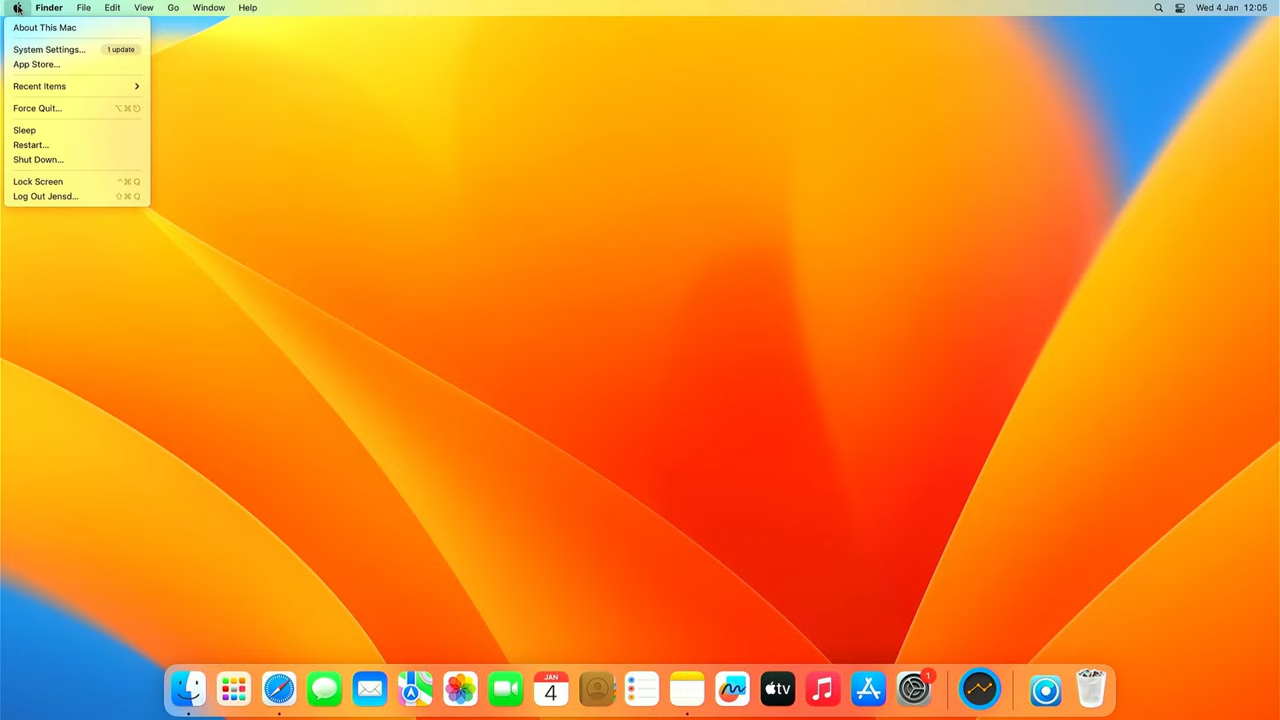 Finder File Edit View Go Window Help Wed 4 Jan 12:05
About This Mac
System Settings... 1 update
App Store...
Recent Items
Force Quit... ⌥⌘⎋
Sleep
Restart...
Shut Down...
Lock Screen ^⌘Q
Log Out Jensd... ⇧⌘Q
JAN
4
tv
1